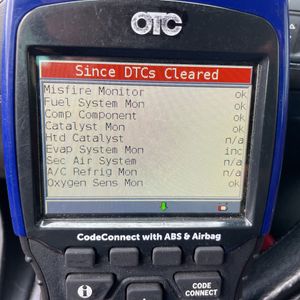 OTC
Since DTCs Cleared
Misfire Monitor ok
Fuel System Mon ok
Comp Component ok
Catalyst Mon ok
Htd Catalyst n/a
Evap System Mon inc
Sec Air System n/a
A/C Refrig Mon n/a
Oxygen Sens Mon ok
CodeConnect with ABS & Airbag
i
CODE
CONNECT